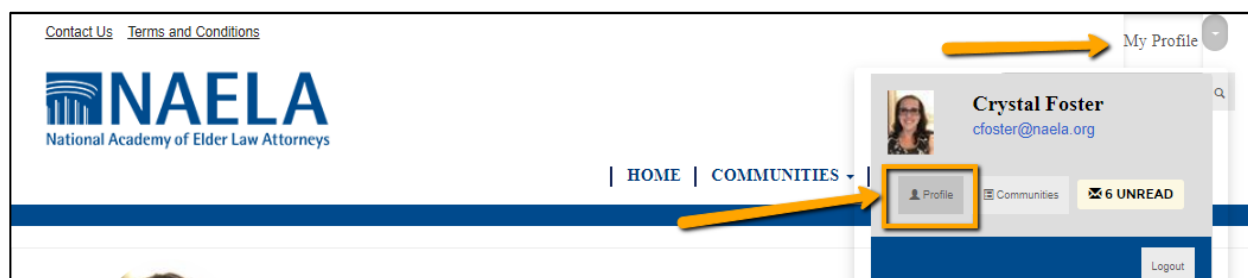 Contact Us Terms and Conditions
My Profile
NAELA
National Academy of Elder Law Attorneys
Crystal Foster
cfoster@naela.org
| HOME | COMMUNITIES |
Profile Communities 6 UNREAD
Logout